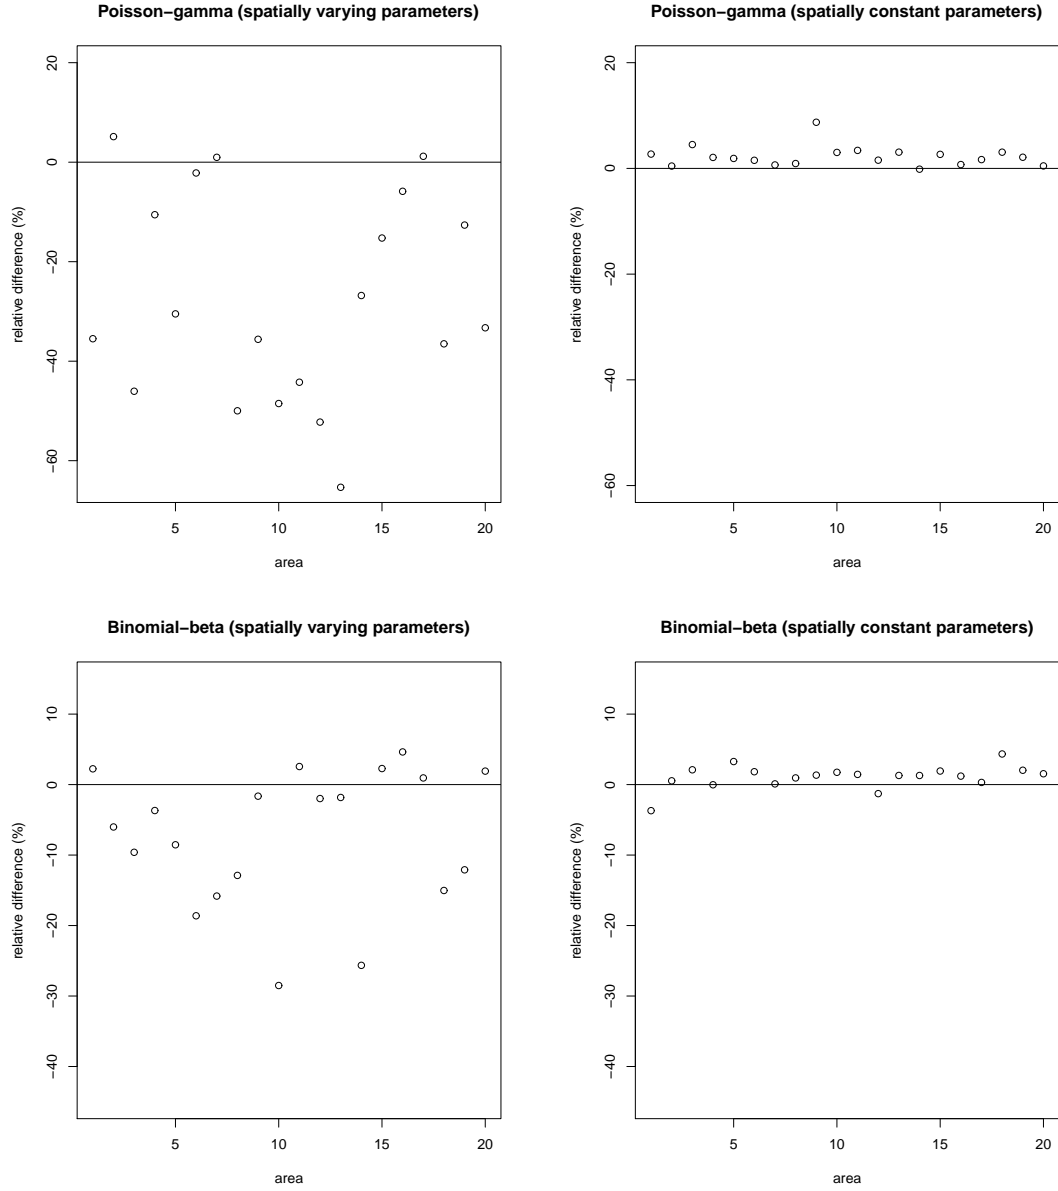 Poisson−gamma (spatially varying parameters)
20
0
−20
−40
−60
relative difference (%)
5 10 15 20
area
Poisson−gamma (spatially constant parameters)
20
0
−20
−40
−60
relative difference (%)
5 10 15 20
area
Binomial−beta (spatially varying parameters)
10
0
−10
−20
−30
−40
relative difference (%)
5 10 15 20
area
Binomial−beta (spatially constant parameters)
10
0
−10
−20
−30
−40
relative difference (%)
5 10 15 20
area